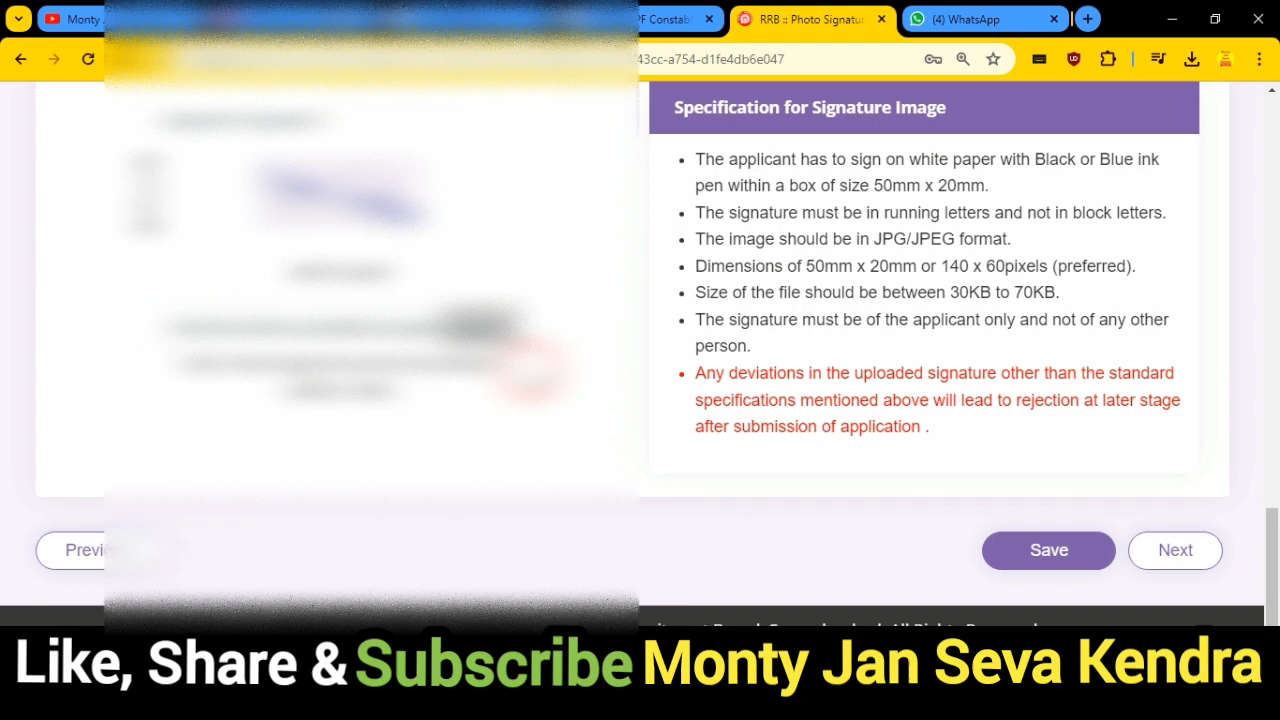 Monty
PF Constab
RRB :: Photo Signatur
(4) WhatsApp
43cc-a754-d1fe4db6e047
Specification for Signature Image
The applicant has to sign on white paper with Black or Blue ink
pen within a box of size 50mm x 20mm.
The signature must be in running letters and not in block letters.
The image should be in JPG/JPEG format.
Dimensions of 50mm x 20mm or 140 x 60pixels (preferred).
Size of the file should be between 30KB to 70KB.
The signature must be of the applicant only and not of any other
person.
Any deviations in the uploaded signature other than the standard
specifications mentioned above will lead to rejection at later stage
after submission of application .
Previ
Save
Next
Like, Share & Subscribe Monty Jan Seva Kendra